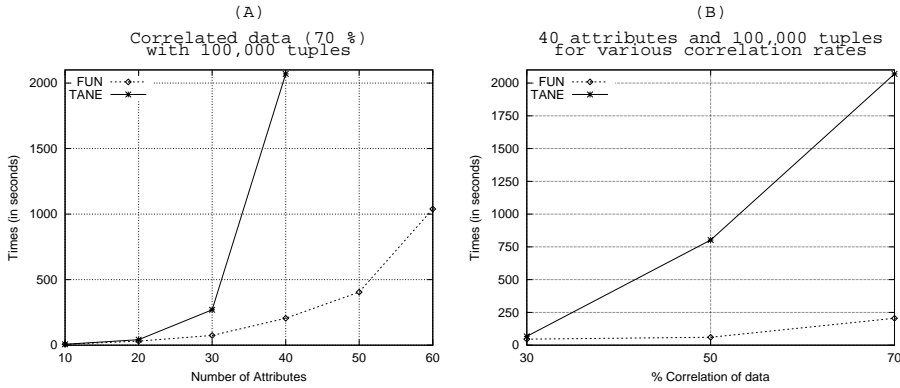 (A)
Correlated data (70 %)
with 100,000 tuples
FUN
TANE
2000
1500
1000
500
0
10
20
30
40
50
60
Times (in seconds)
Number of Attributes
(B)
40 attributes and 100,000 tuples
for various correlation rates
FUN
TANE
2000
1750
1500
1250
1000
750
500
250
0
30
50
70
Times (in seconds)
% Correlation of data